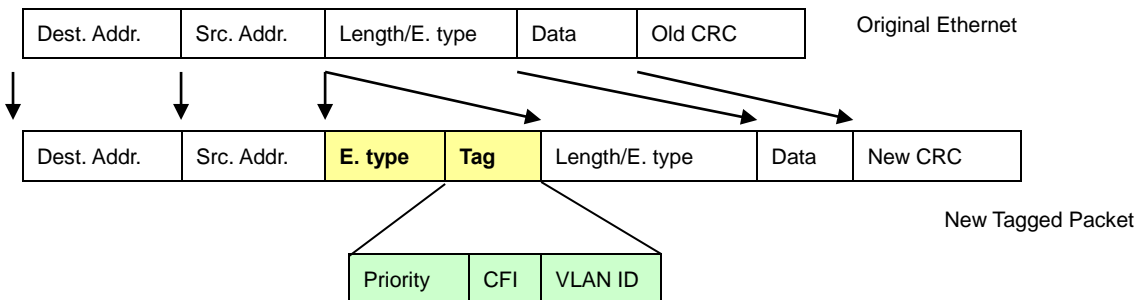 Original Ethernet
Dest. Addr. Src. Addr. Length/E. type Data Old CRC
Dest. Addr. Src. Addr. E. type Tag Length/E. type Data New CRC
New Tagged Packet
Priority CFI VLAN ID